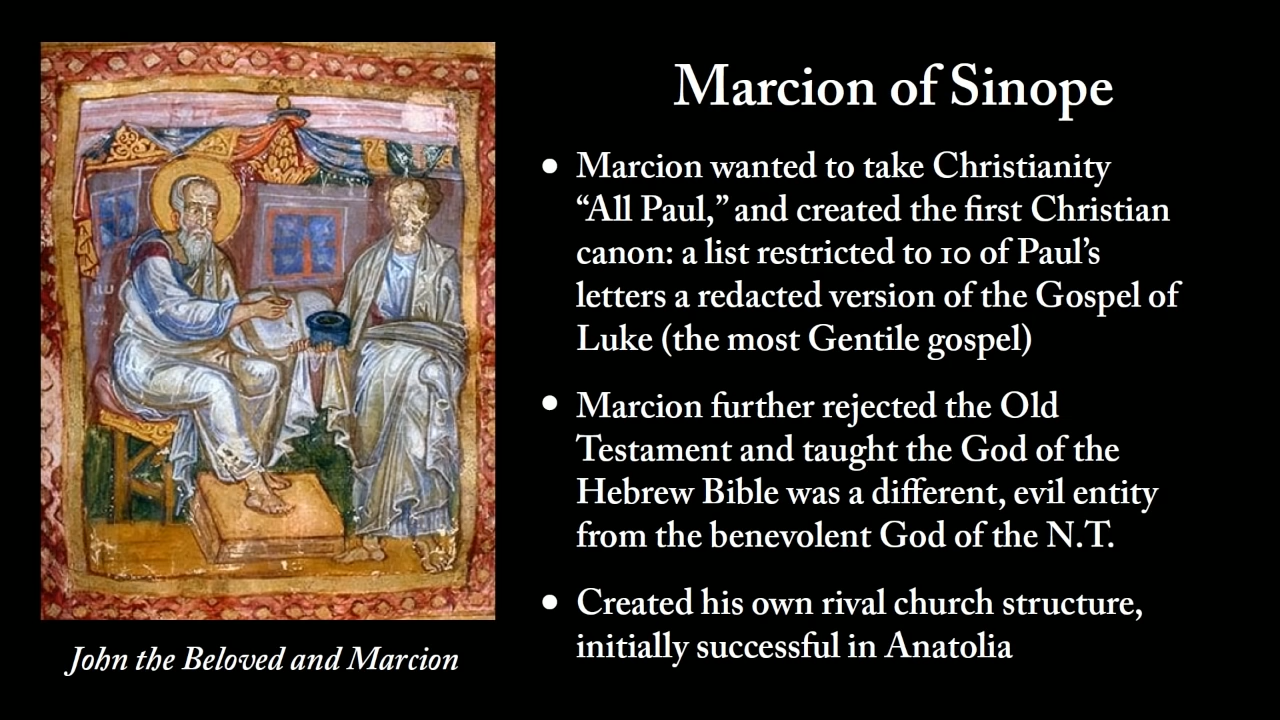 Marcion of Sinope
• Marcion wanted to take Christianity
“All Paul,” and created the first Christian
canon: a list restricted to 10 of Paul’s
letters a redacted version of the Gospel of
Luke (the most Gentile gospel)
• Marcion further rejected the Old
Testament and taught the God of the
Hebrew Bible was a different, evil entity
from the benevolent God of the N.T.
• Created his own rival church structure,
initially successful in Anatolia
John the Beloved and Marcion